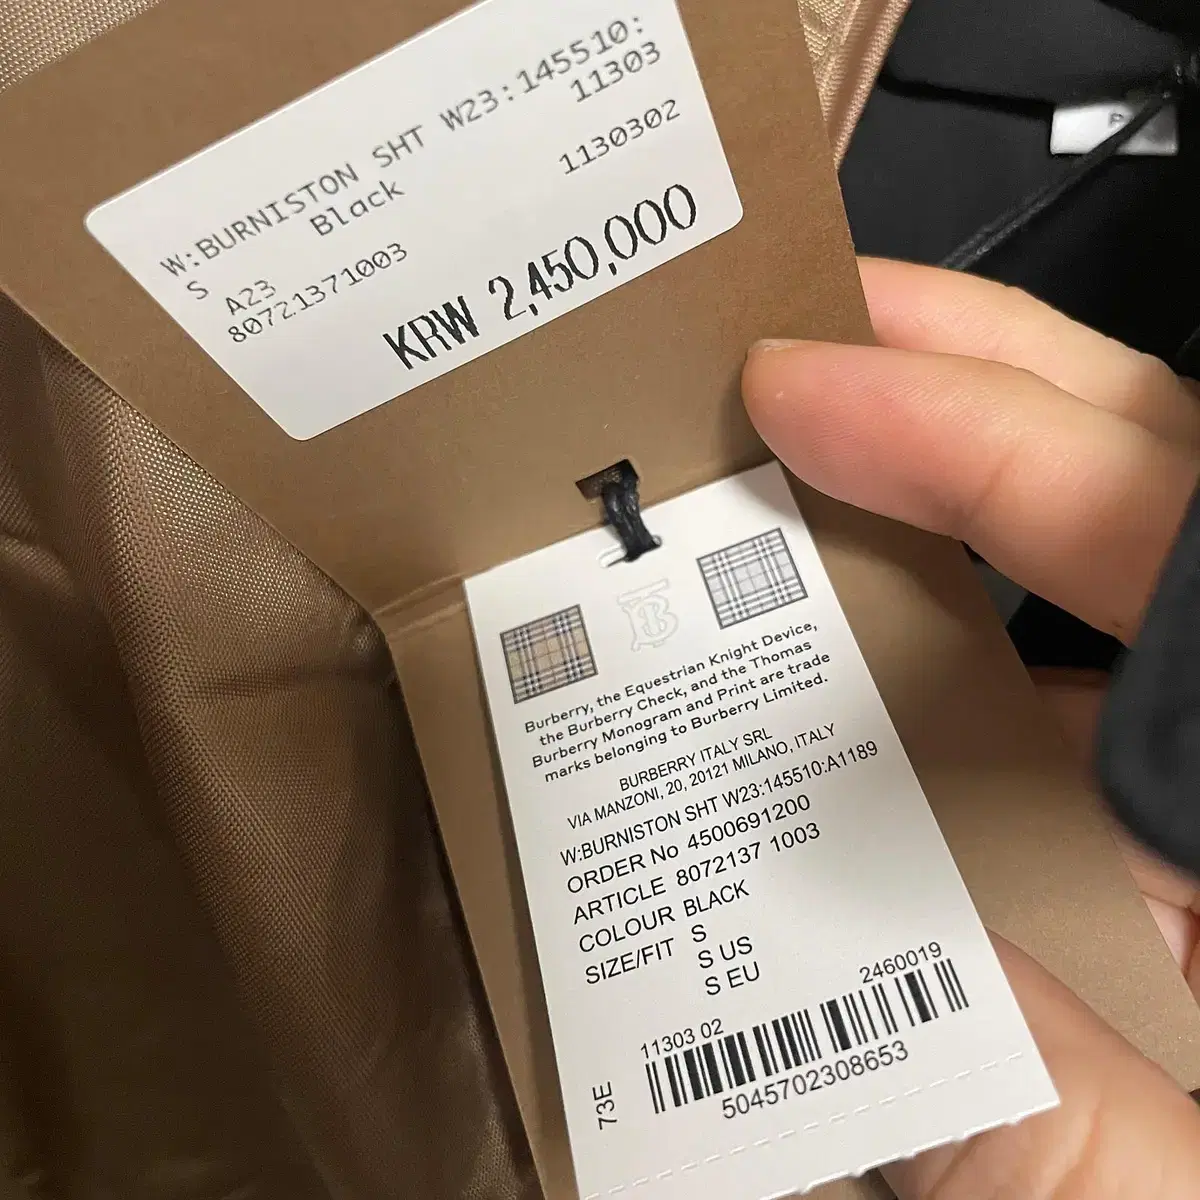 W:BURNISTON SHT W23:145510:
S Black 11303
A23 1130302
80721371003
KRW 2,450,000
Burberry, the Equestrian Knight Device,
the Burberry Check, and the Thomas
Burberry Monogram and Print are trade
marks belonging to Burberry Limited.
BURBERRY ITALY SRL
VIA MANZONI, 20, 20121 MILANO, ITALY
W:BURNISTON SHT W23:145510:A1189
ORDER No 4500691200
ARTICLE 8072137 1003
COLOUR BLACK
SIZE/FIT S
S US
S EU
11303 02 2460019
73E
5045702308653